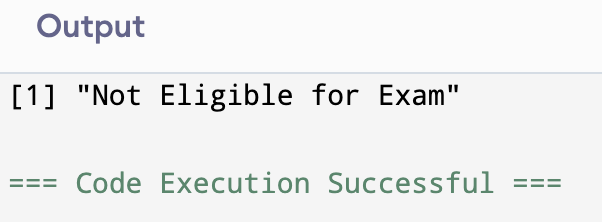 Output
[1] "Not Eligible for Exam"
=== Code Execution Successful ===